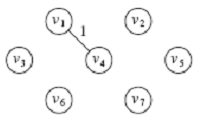 v₁ v₂
1
v₃ v₄ v₅
v₆ v₇